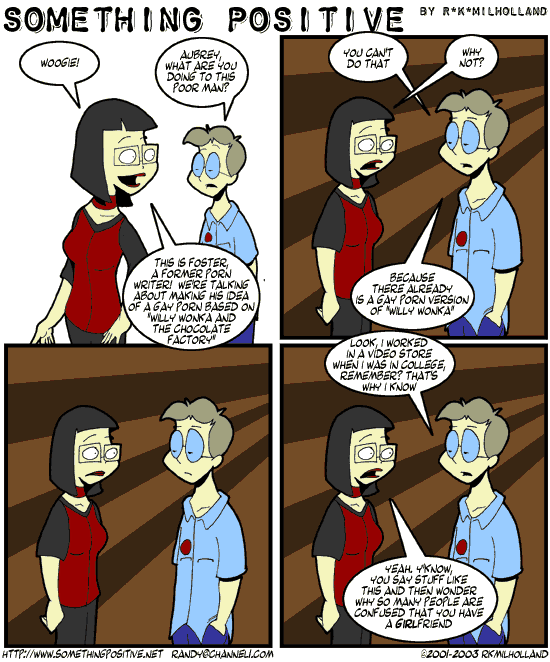 SOMETHING POSITIVE BY R*K*MILHOLLAND
WOOGIE!
AUBREY,
WHAT ARE YOU
DOING TO THIS
POOR MAN?
THIS IS FOSTER,
A FORMER PORN
WRITER! WE'RE TALKING
ABOUT MAKING HIS IDEA
OF A GAY PORN BASED ON
"WILLY WONKA AND
THE CHOCOLATE
FACTORY"
YOU CAN'T
DO THAT
WHY
NOT?
BECAUSE
THERE ALREADY
IS A GAY PORN VERSION
OF "WILLY WONKA"
LOOK, I WORKED
IN A VIDEO STORE
WHEN I WAS IN COLLEGE,
REMEMBER? THAT'S
WHY I KNOW
YEAH. Y'KNOW,
YOU SAY STUFF LIKE
THIS AND THEN WONDER
WHY SO MANY PEOPLE ARE
CONFUSED THAT YOU HAVE
A GIRLFRIEND
HTTP://WWW.SOMETHINGPOSITIVE.NET RANDY@CHANNEL1.COM ©2001-2003 RKMILHOLLAND